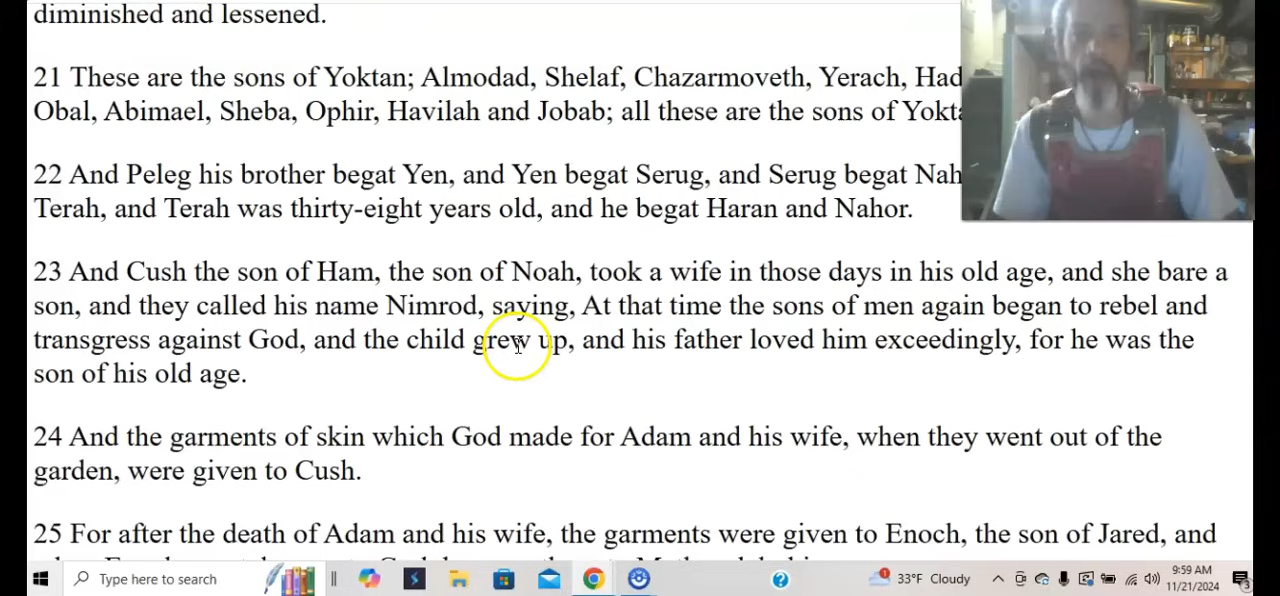 diminished and lessened.
21 These are the sons of Yoktan; Almodad, Shelaf, Chazarmoveth, Yerach, Had
Obal, Abimael, Sheba, Ophir, Havilah and Jobab; all these are the sons of Yokta
22 And Peleg his brother begat Yen, and Yen begat Serug, and Serug begat Nah
Terah, and Terah was thirty-eight years old, and he begat Haran and Nahor.
23 And Cush the son of Ham, the son of Noah, took a wife in those days in his old age, and she bare a
son, and they called his name Nimrod, saying, At that time the sons of men again began to rebel and
transgress against God, and the child grew up, and his father loved him exceedingly, for he was the
son of his old age.
24 And the garments of skin which God made for Adam and his wife, when they went out of the
garden, were given to Cush.
25 For after the death of Adam and his wife, the garments were given to Enoch, the son of Jared, and
Type here to search
33°F Cloudy
9:59 AM
11/21/2024